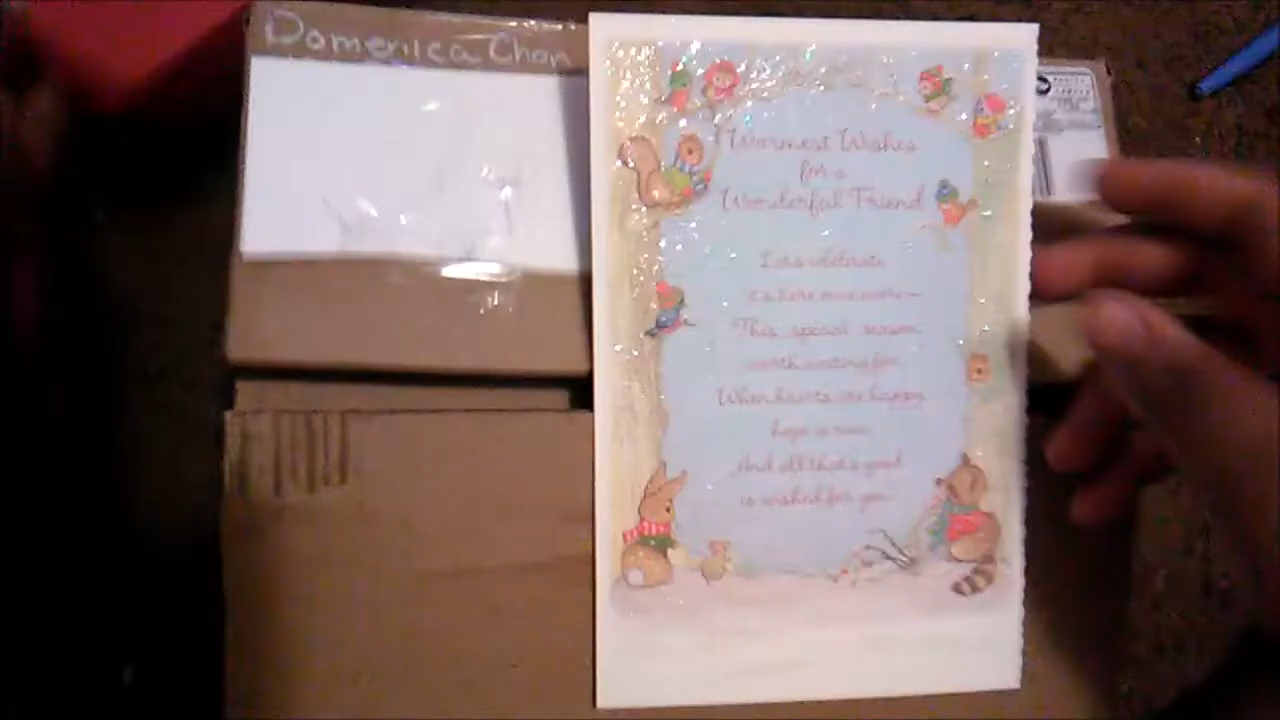 Domenica Chan
Warmest Wishes
for a
Wonderful Friend
Let's celebrate
it's here once more—
This special season
worth waiting for
When hearts are happy,
hope is new,
And all that's good
is wished for you